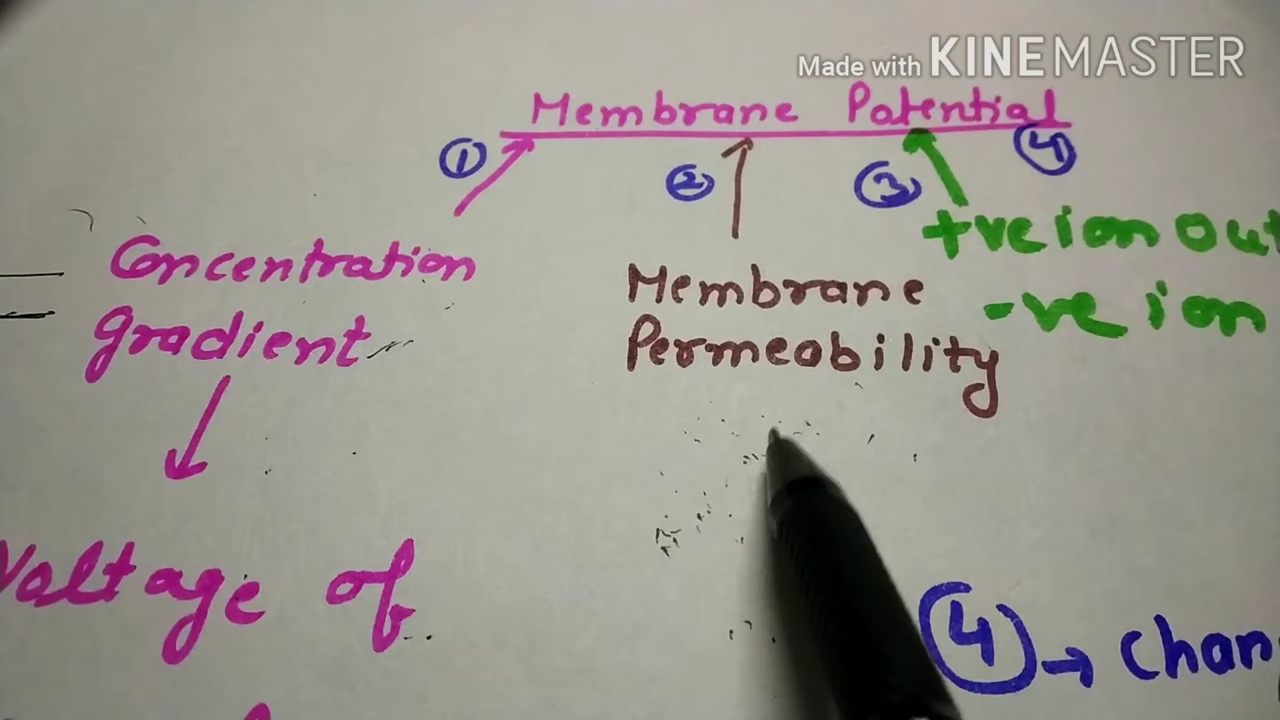 Made with KINEMASTER
Membrane Potential
① ② ③ ④
+ve ion out
Concentration
gradient
Membrane
Permeability
-ve ion
Voltage of
④ → Chan